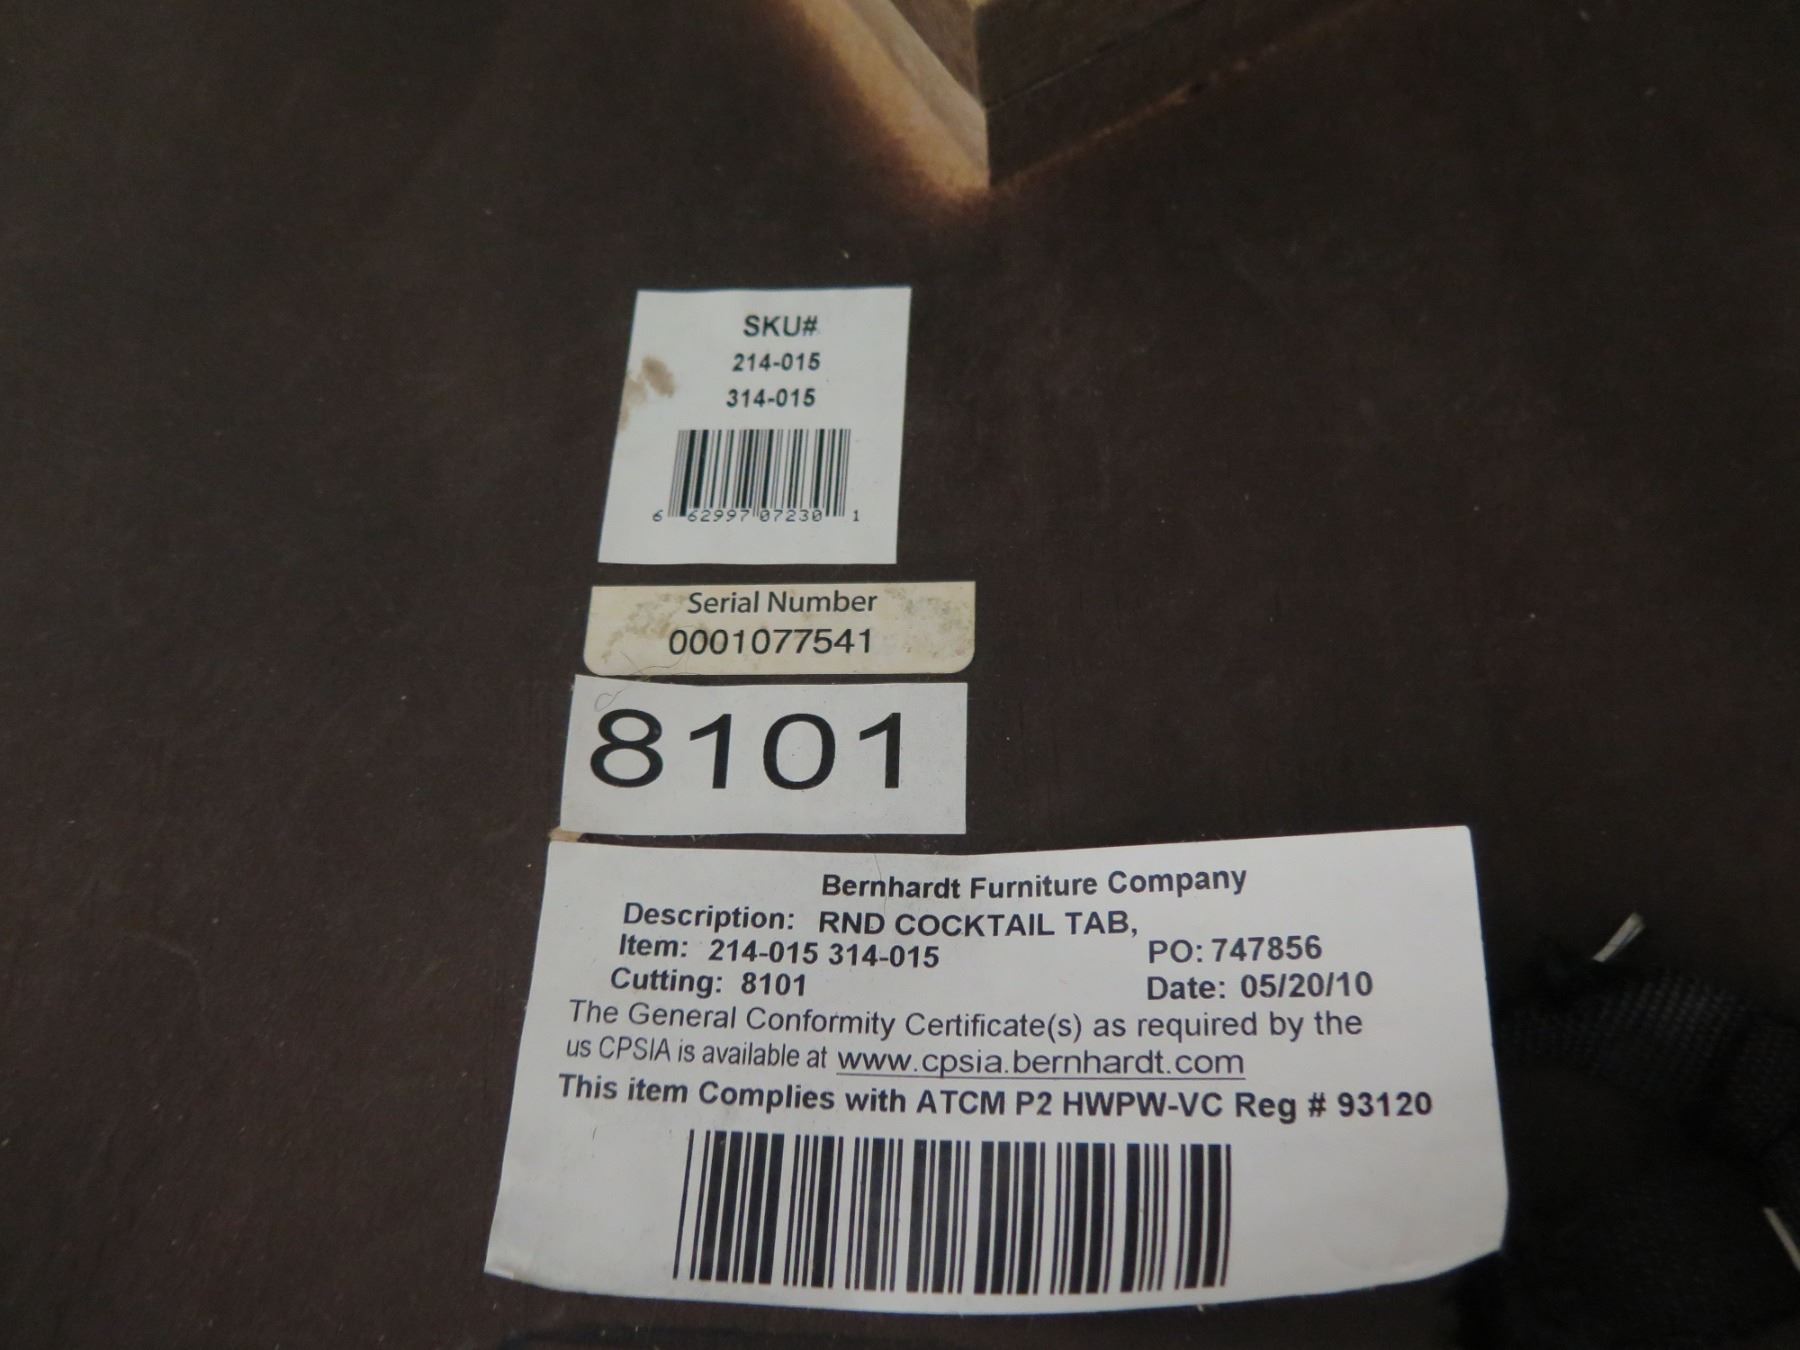 SKU#
214-015
314-015
6 62997 07230 1
Serial Number
0001077541
8101
Bernhardt Furniture Company
Description: RND COCKTAIL TAB,
Item: 214-015 314-015 PO: 747856
Cutting: 8101 Date: 05/20/10
The General Conformity Certificate(s) as required by the
us CPSIA is available at www.cpsia.bernhardt.com
This item Complies with ATCM P2 HWPW-VC Reg # 93120